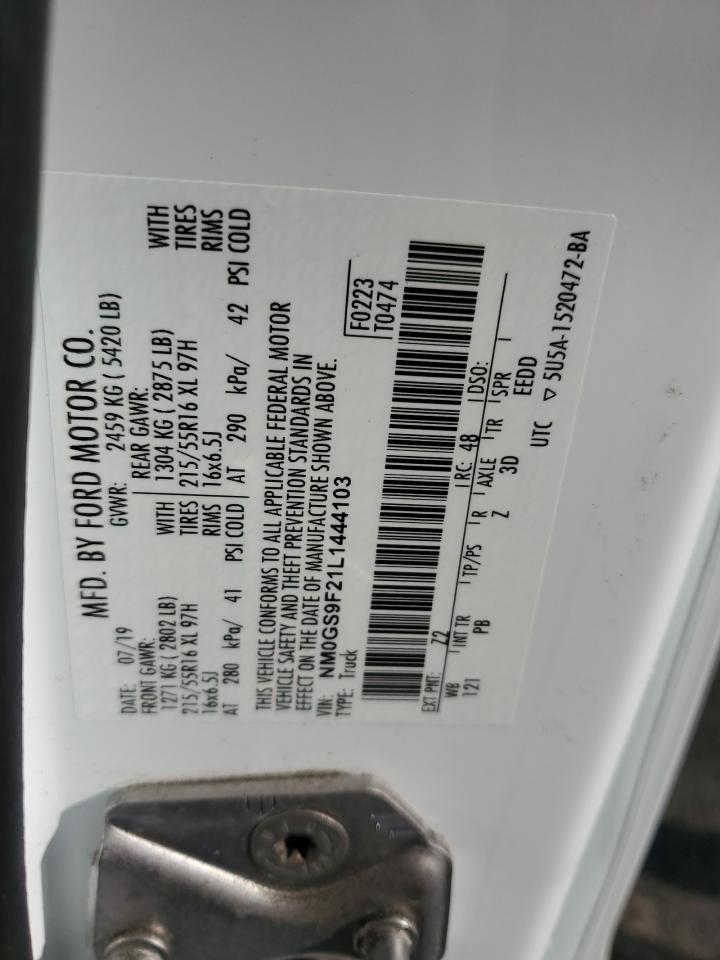 MFD. BY FORD MOTOR CO.
DATE: 07/19 GVWR: 2459 KG ( 5420 LB)
FRONT GAWR: REAR GAWR:
1271 KG ( 2802 LB) WITH 1304 KG ( 2875 LB) WITH
215/55R16 XL 97H TIRES 215/55R16 XL 97H TIRES
16x6.5J RIMS 16x6.5J RIMS
AT 280 kPa/ 41 PSI COLD AT 290 kPa/ 42 PSI COLD
THIS VEHICLE CONFORMS TO ALL APPLICABLE FEDERAL MOTOR
VEHICLE SAFETY AND THEFT PREVENTION STANDARDS IN
EFFECT ON THE DATE OF MANUFACTURE SHOWN ABOVE.
VIN: NM0GS9F21L1444103
TYPE: Truck
F0223
T0474
EXT PNT: Z2 RC: 48 DSO:
WB INT TR TP/PS R AXLE TR SPR
121 PB Z 3D EEDD
UTC ▽ 5U5A-1520472-BA